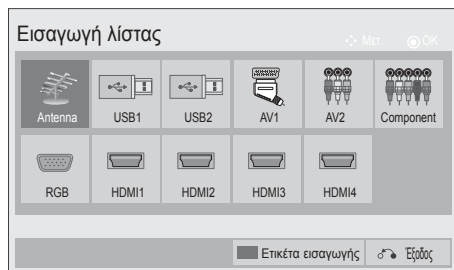 Εισαγωγή λίστας
Μετ. OK
Antenna USB1 USB2 AV1 AV2 Component
RGB HDMI1 HDMI2 HDMI3 HDMI4
Ετικέτα εισαγωγής Έξοδος